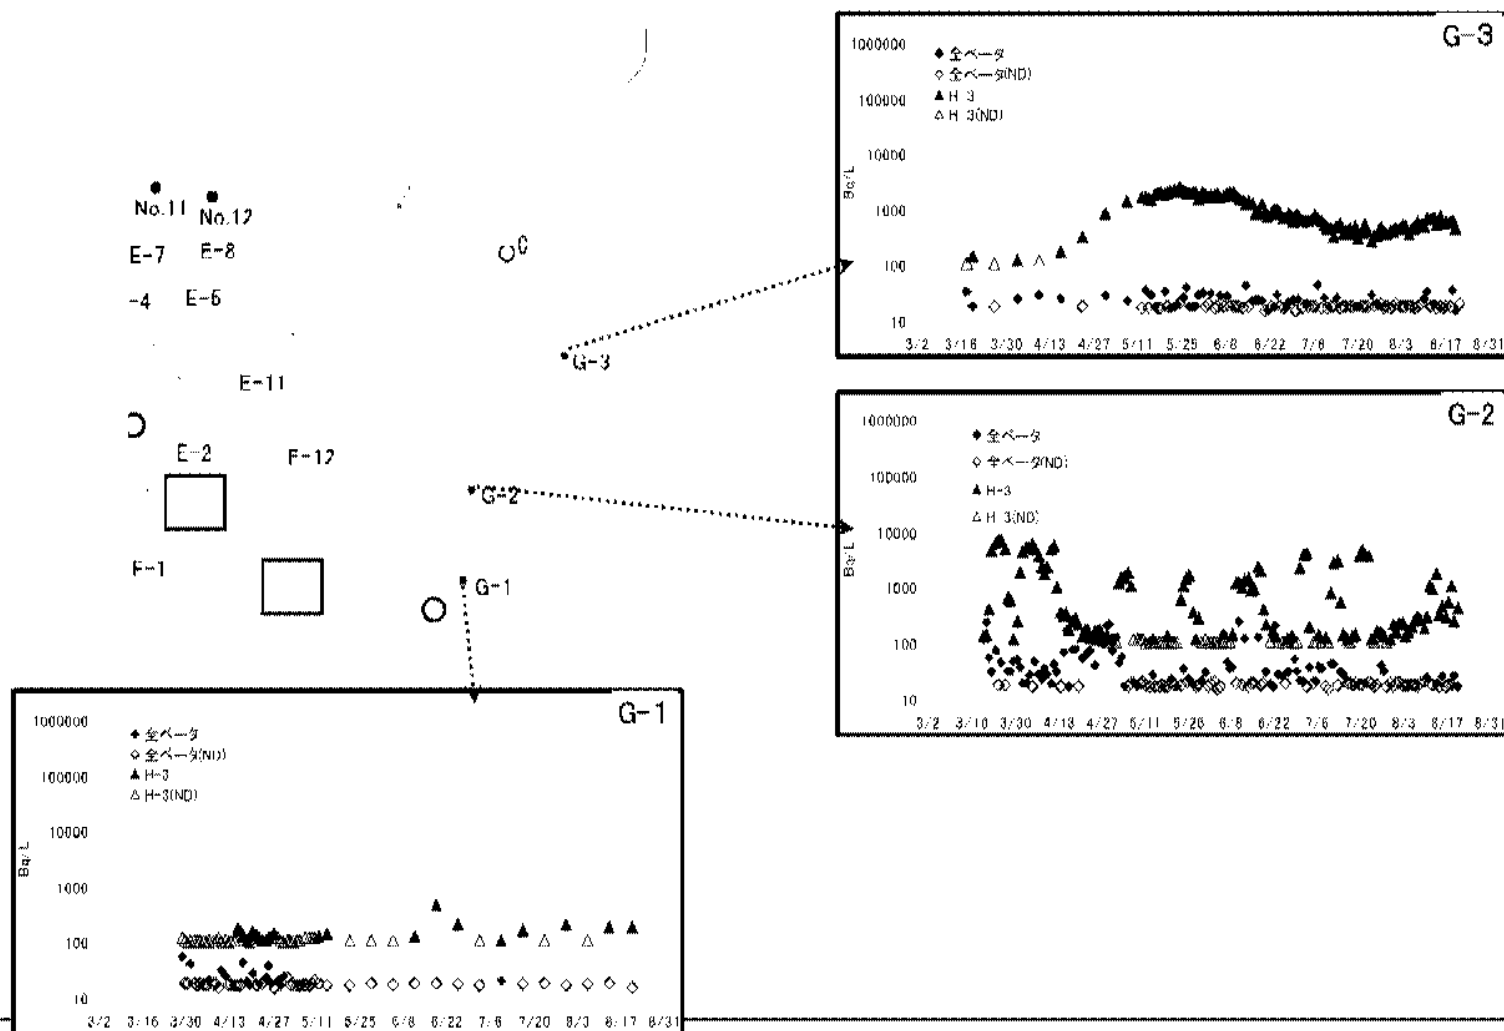 No.11
No.12
E-7
E-8
-4
E-5
C
G-3
E-11
E-2
F-12
G-2
F-1
G-1
G-3
1000000
100000
10000
1000
100
10
Bq/L
全ベータ
全ベータ(ND)
H-3
H-3(ND)
3/2 3/16 3/30 4/13 4/27 5/11 5/25 6/8 6/22 7/6 7/20 8/3 8/17 8/31
G-2
1000000
100000
10000
1000
100
10
Bq/L
全ベータ
全ベータ(ND)
H-3
H-3(ND)
3/2 3/16 3/30 4/13 4/27 5/11 5/26 6/8 6/22 7/6 7/20 8/3 8/17 8/31
G-1
1000000
100000
10000
1000
100
10
Bq/L
全ベータ
全ベータ(ND)
H-3
H-3(ND)
3/2 3/16 3/30 4/13 4/27 5/11 5/25 6/8 6/22 7/6 7/20 8/3 8/17 8/31